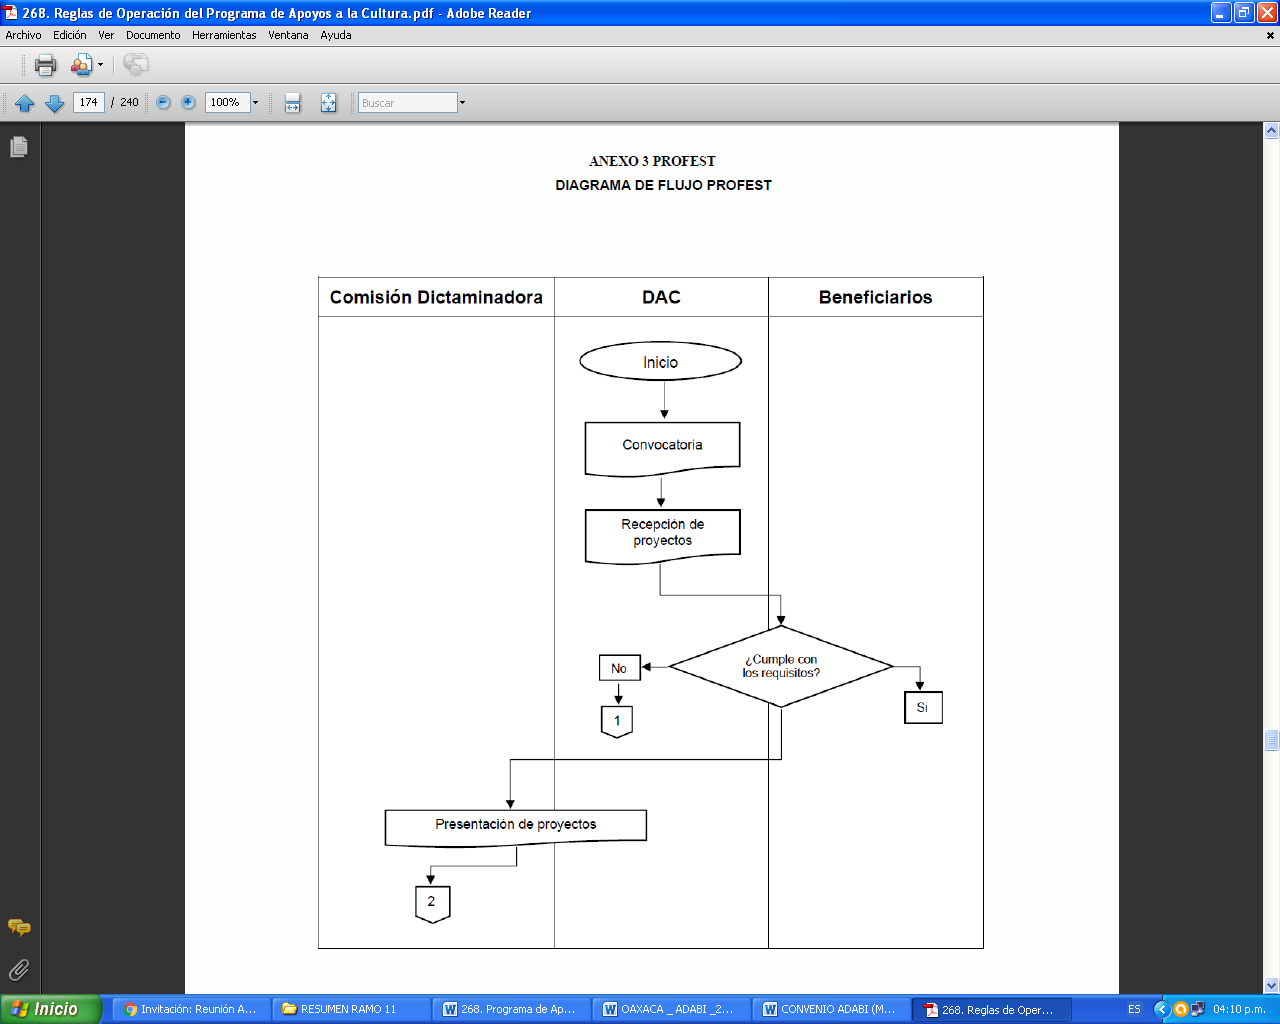 268. Reglas de Operación del Programa de Apoyos a la Cultura.pdf - Adobe Reader
Archivo Edición Ver Documento Herramientas Ventana Ayuda
174 / 240 100% Buscar
ANEXO 3 PROFEST
DIAGRAMA DE FLUJO PROFEST
Comisión Dictaminadora DAC Beneficiarios
Inicio
Convocatoria
Recepción de
proyectos
¿Cumple con
los requisitos?
No
Si
1
Presentación de proyectos
2
Inicio Invitación: Reunión A... RESUMEN RAMO 11 268. Programa de Ap... OAXACA _ ADABI _2... CONVENIO ADABI (M... 268. Reglas de Oper... ES 04:10 p.m.